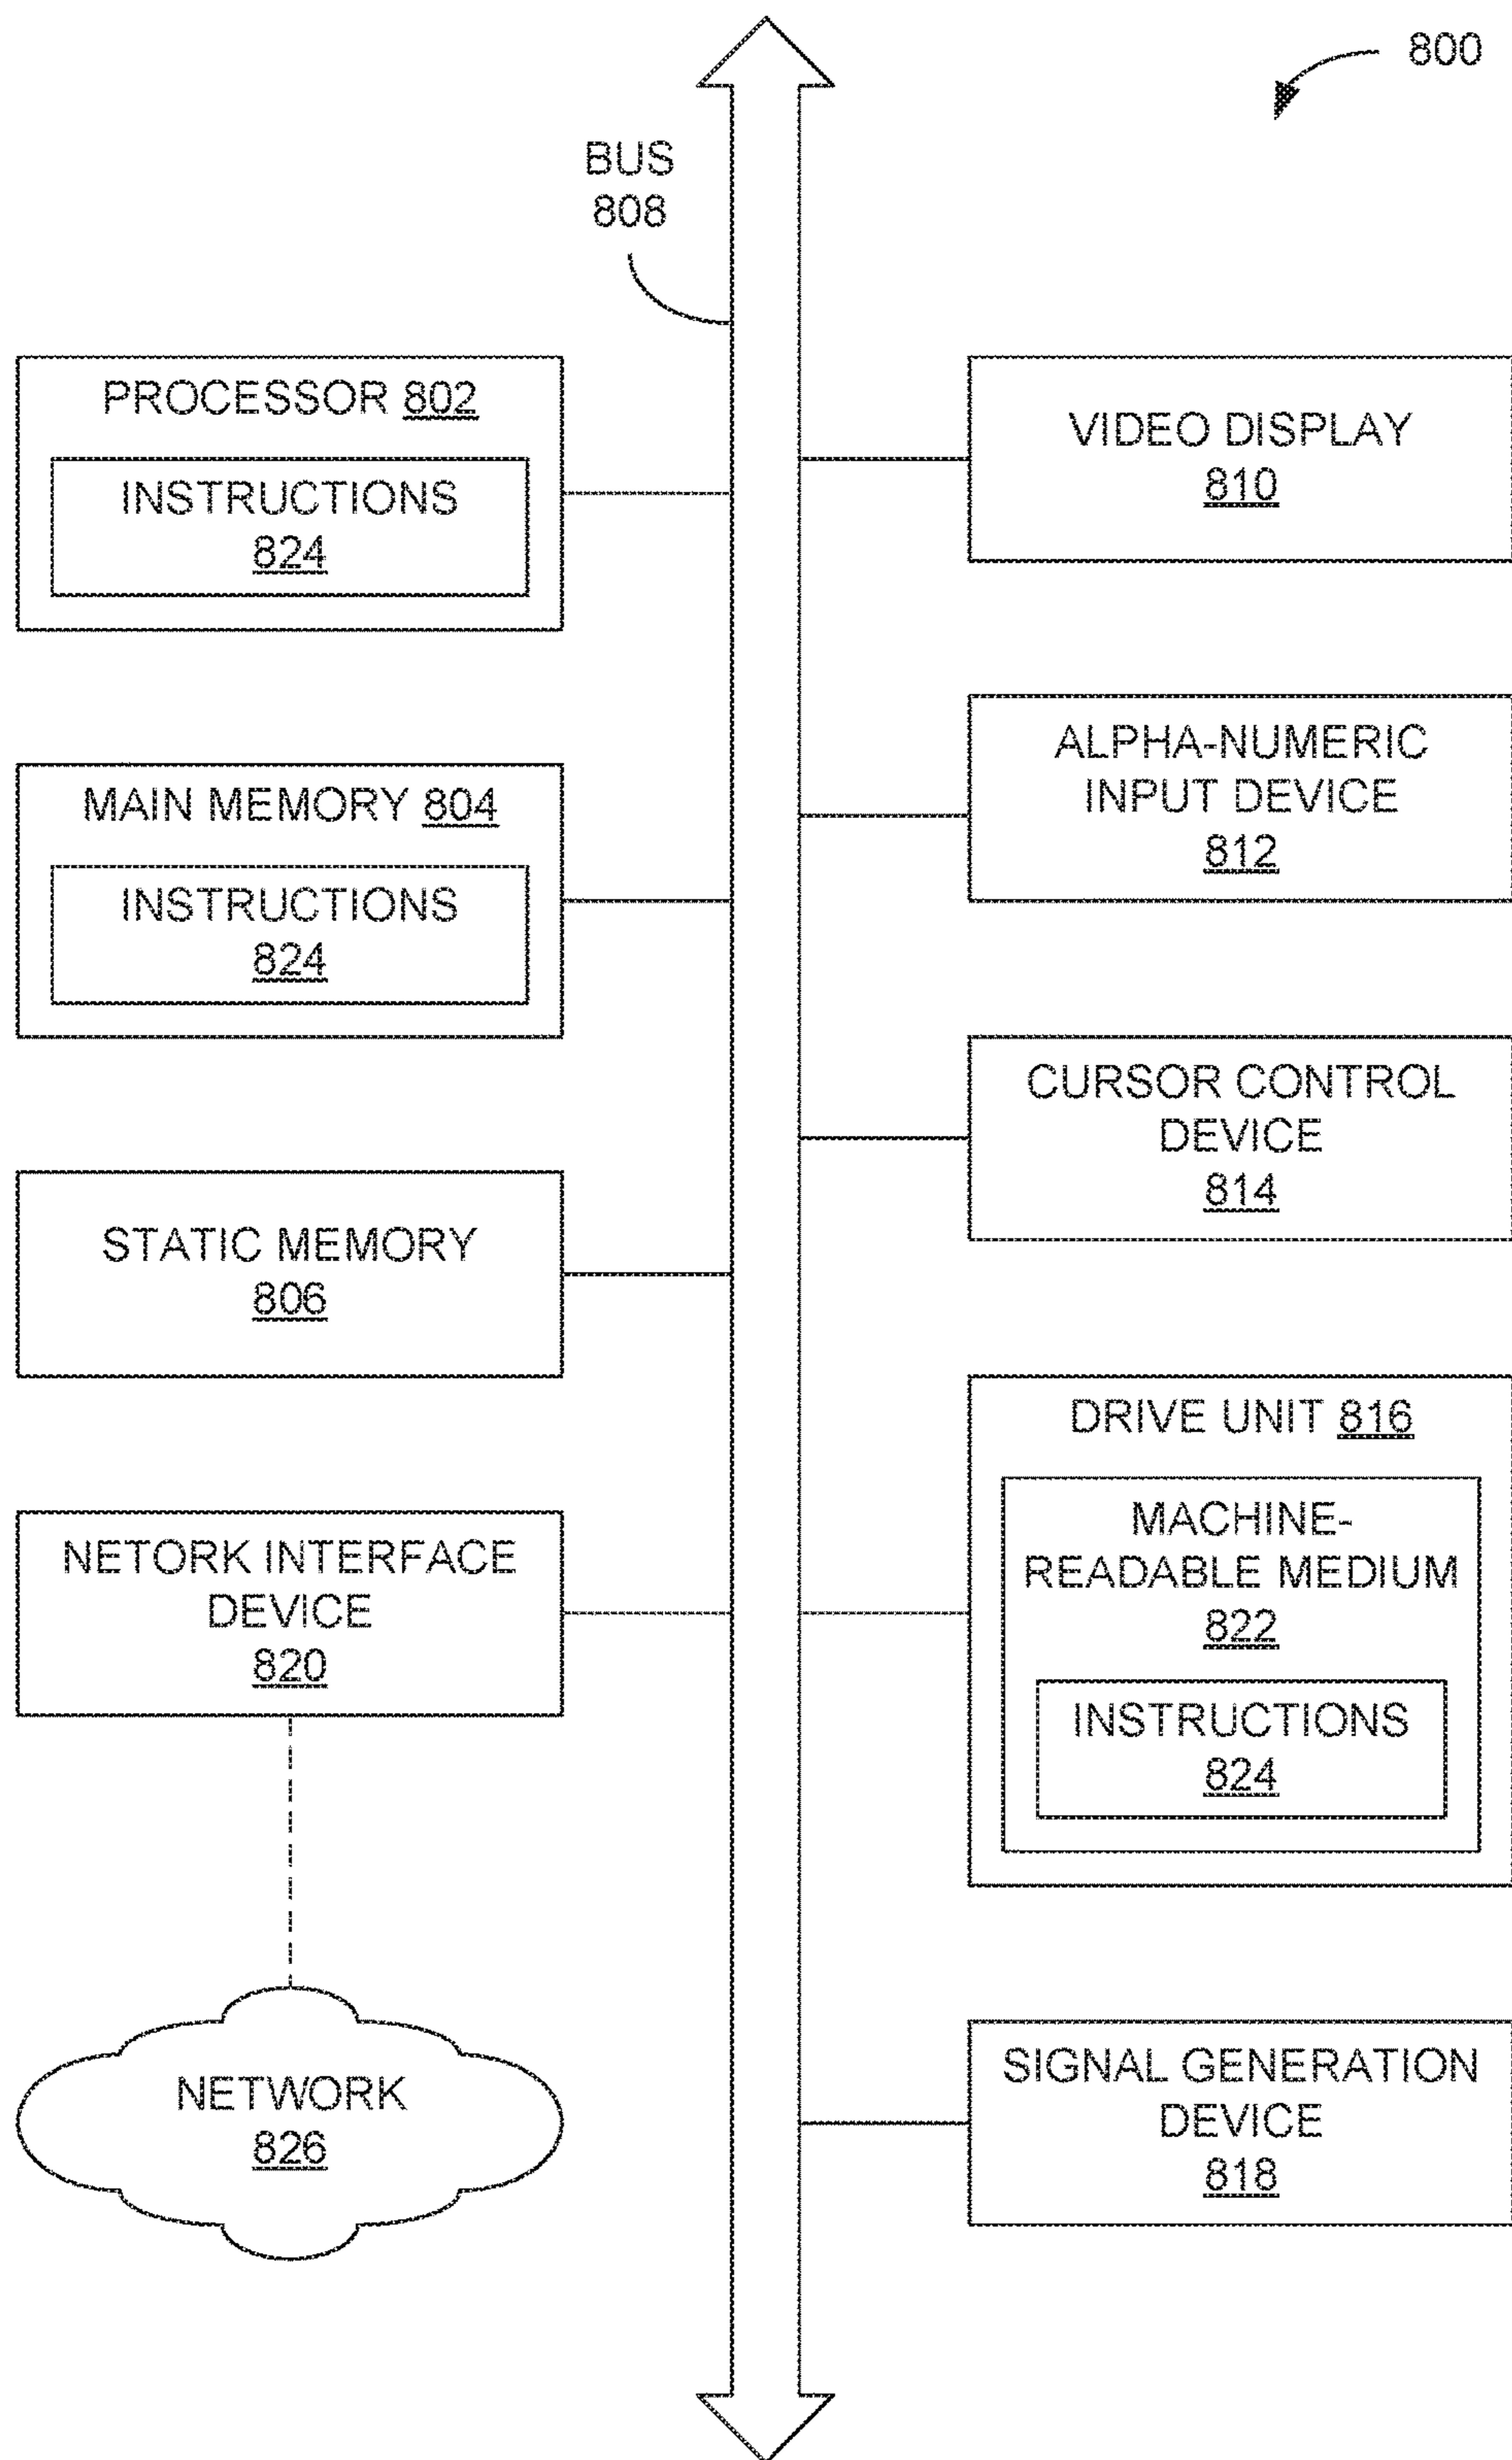 800
BUS
808
PROCESSOR 802
INSTRUCTIONS
824
VIDEO DISPLAY
810
MAIN MEMORY 804
INSTRUCTIONS
824
ALPHA-NUMERIC
INPUT DEVICE
812
CURSOR CONTROL
DEVICE
814
STATIC MEMORY
806
DRIVE UNIT 816
MACHINE-
READABLE MEDIUM
822
INSTRUCTIONS
824
NETORK INTERFACE
DEVICE
820
NETWORK
826
SIGNAL GENERATION
DEVICE
818